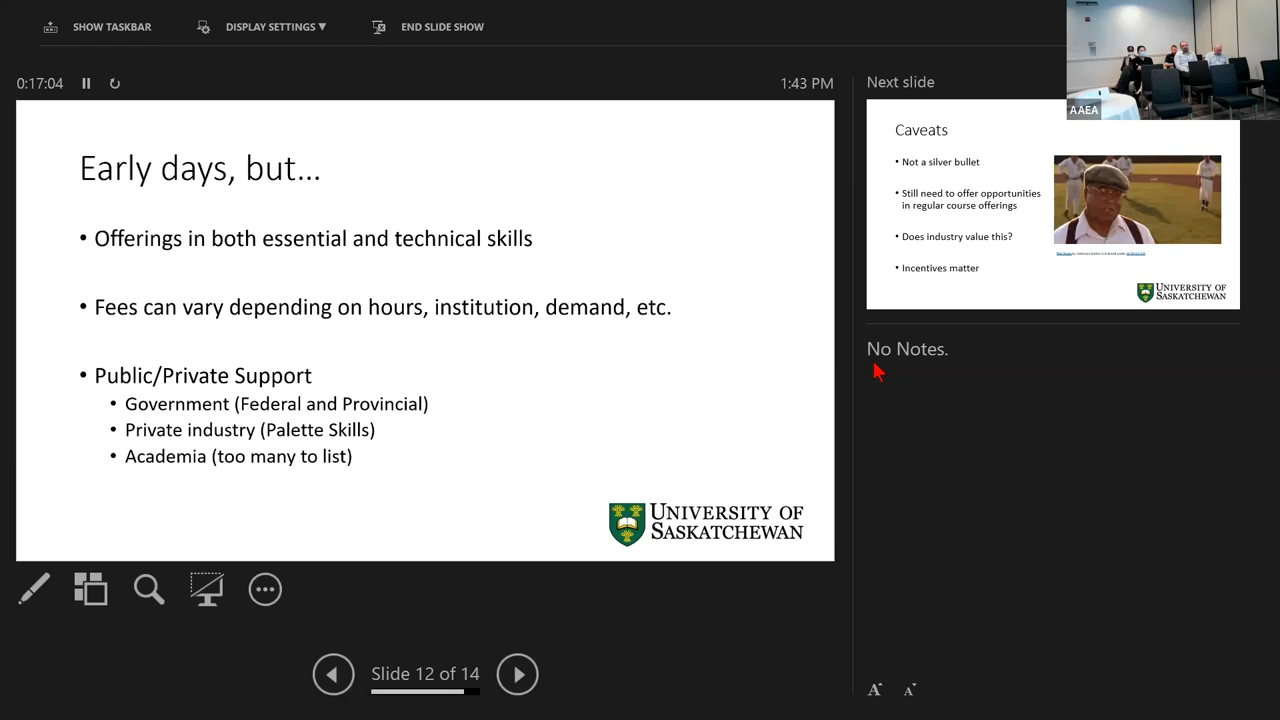 SHOW TASKBAR
DISPLAY SETTINGS ▼
END SLIDE SHOW
0:17:04
1:43 PM
Early days, but...
• Offerings in both essential and technical skills
• Fees can vary depending on hours, institution, demand, etc.
• Public/Private Support
• Government (Federal and Provincial)
• Private industry (Palette Skills)
• Academia (too many to list)
UNIVERSITY OF
SASKATCHEWAN
Slide 12 of 14
AAEA
Next slide
Caveats
• Not a silver bullet
• Still need to offer opportunities
in regular course offerings
• Does industry value this?
• Incentives matter
UNIVERSITY OF
SASKATCHEWAN
No Notes.
A A